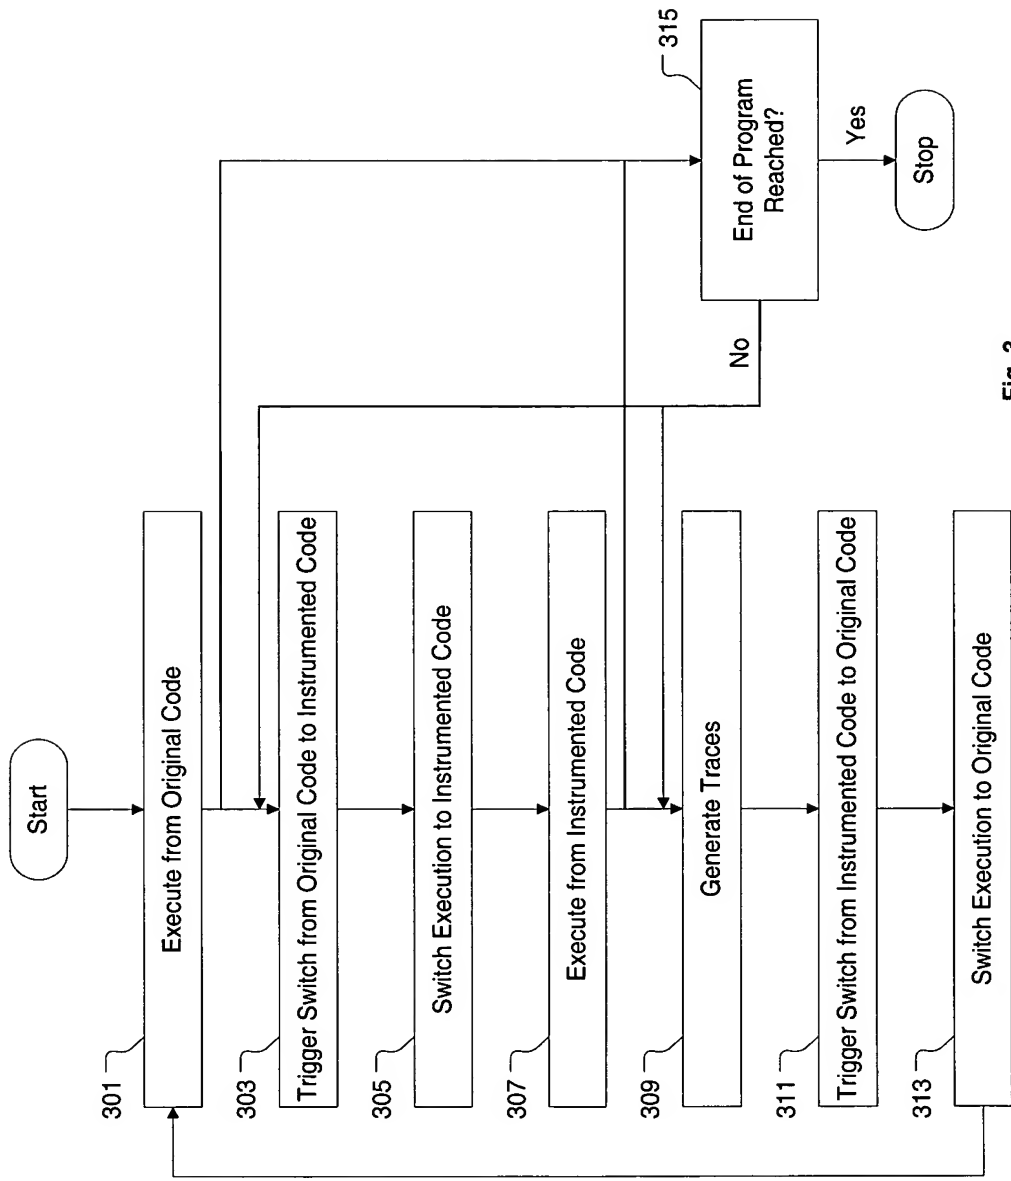 Start
301
Execute from Original Code
303
Trigger Switch from Original Code to Instrumented Code
305
Switch Execution to Instrumented Code
307
Execute from Instrumented Code
309
Generate Traces
311
Trigger Switch from Instrumented Code to Original Code
313
Switch Execution to Original Code
315
End of Program
Reached?
No
Yes
Stop